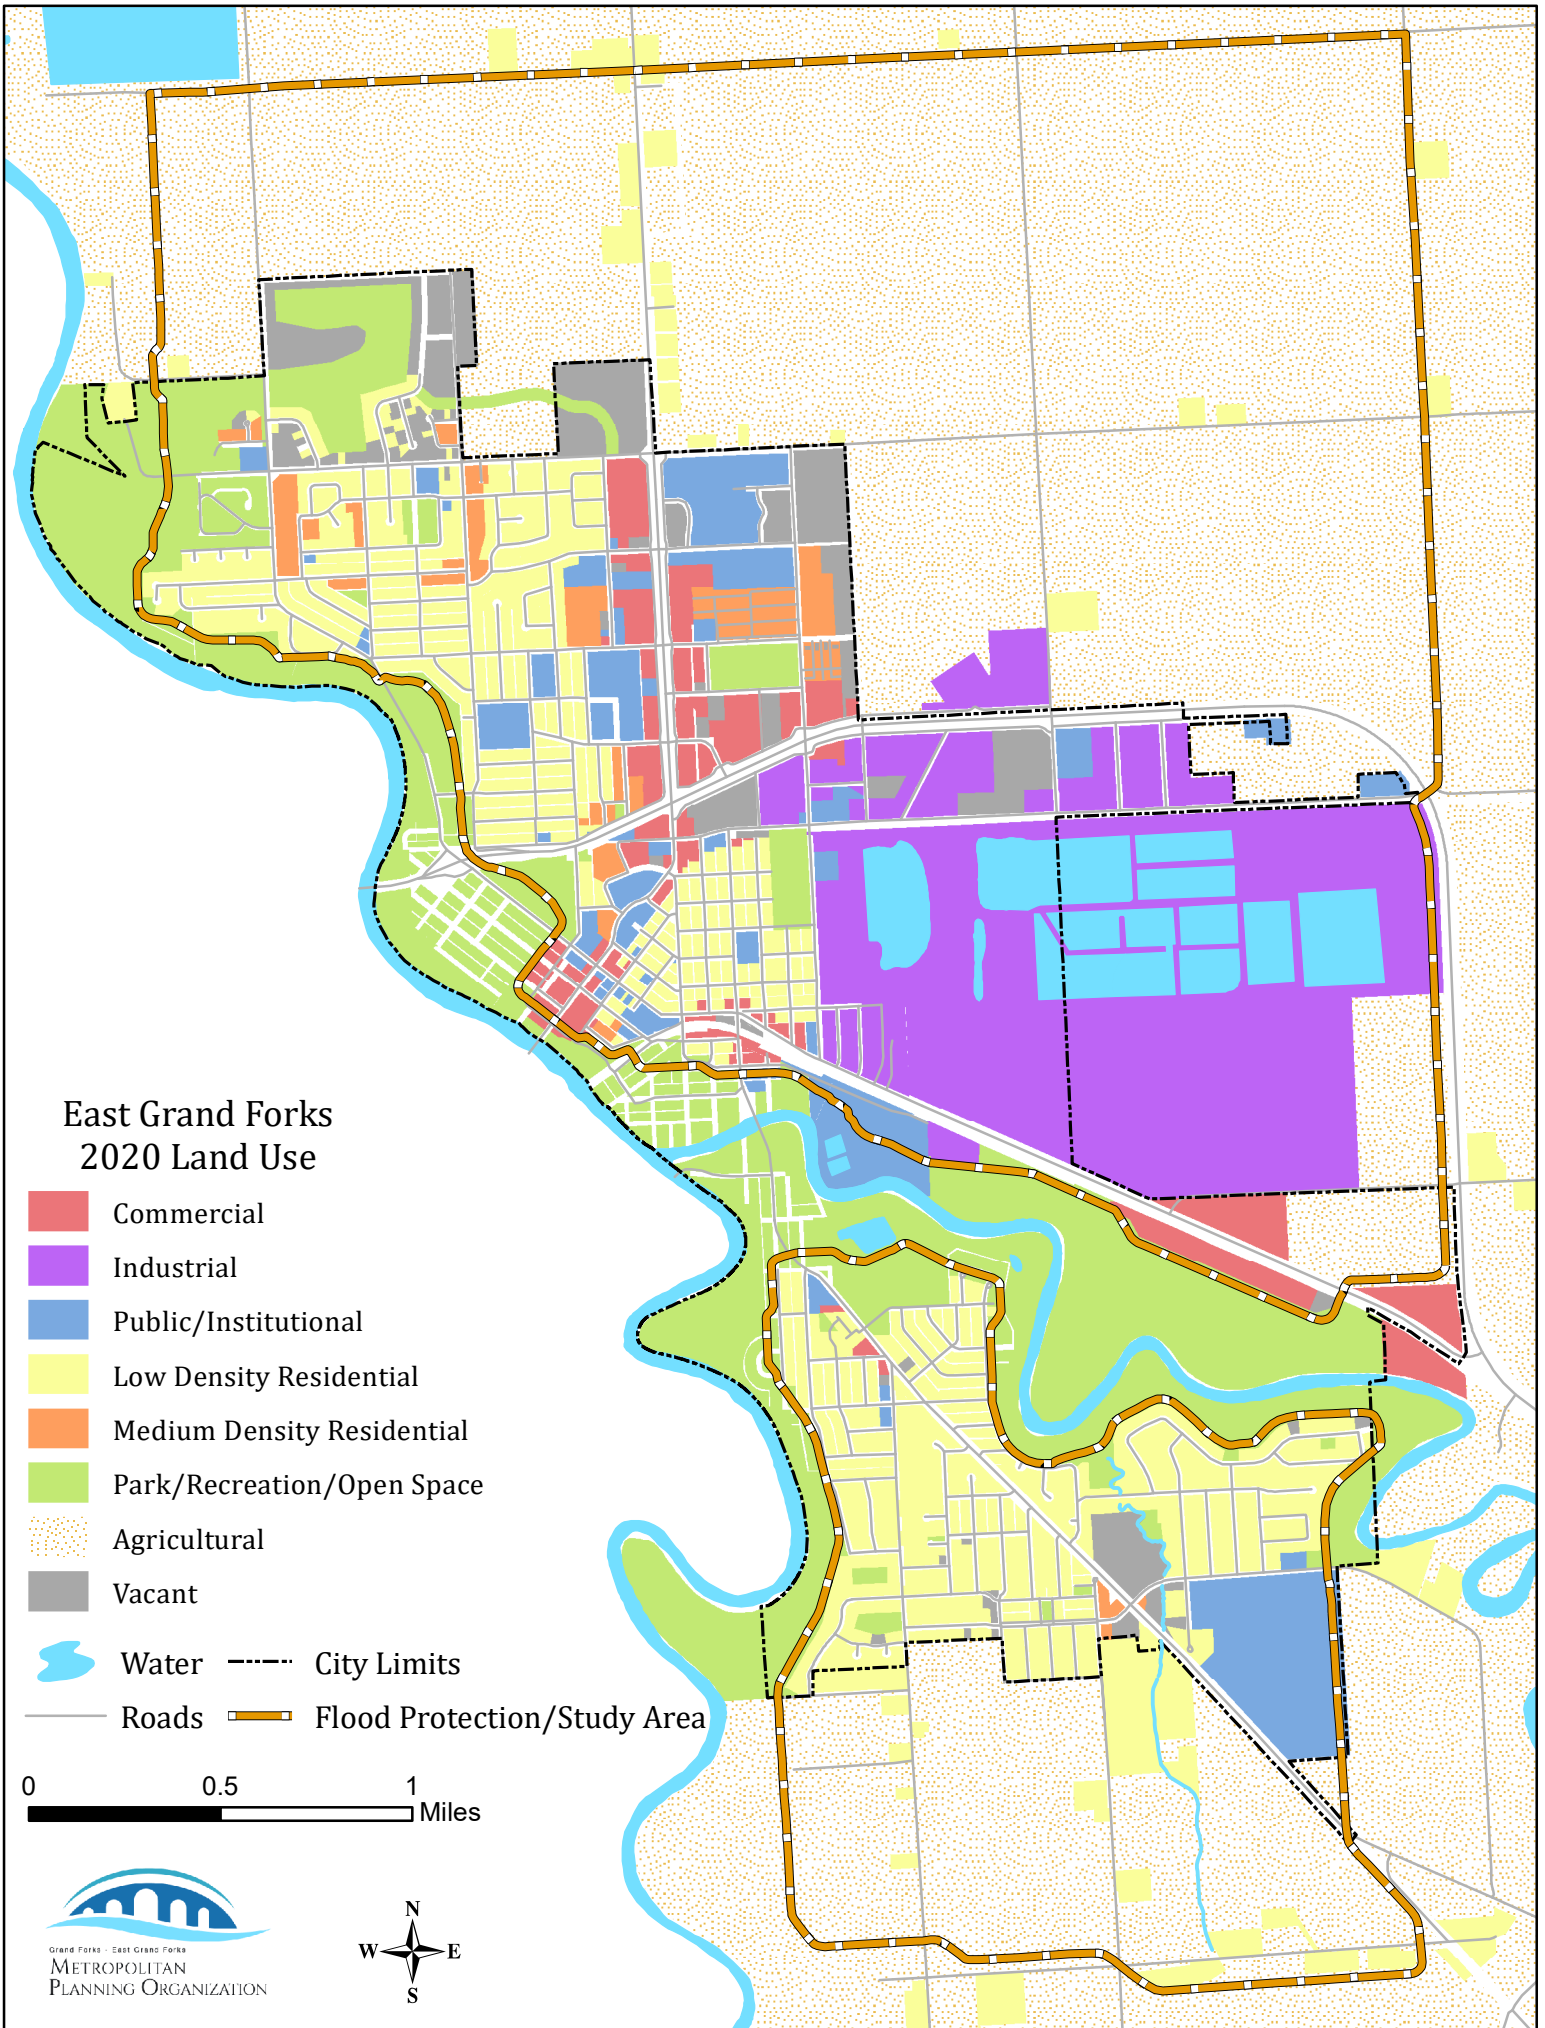 East Grand Forks
2020 Land Use
Commercial
Industrial
Public/Institutional
Low Density Residential
Medium Density Residential
Park/Recreation/Open Space
Agricultural
Vacant
Water City Limits
Roads Flood Protection/Study Area
0 0.5 1
Miles
Grand Forks - East Grand Forks
METROPOLITAN
PLANNING ORGANIZATION
N
W E
S